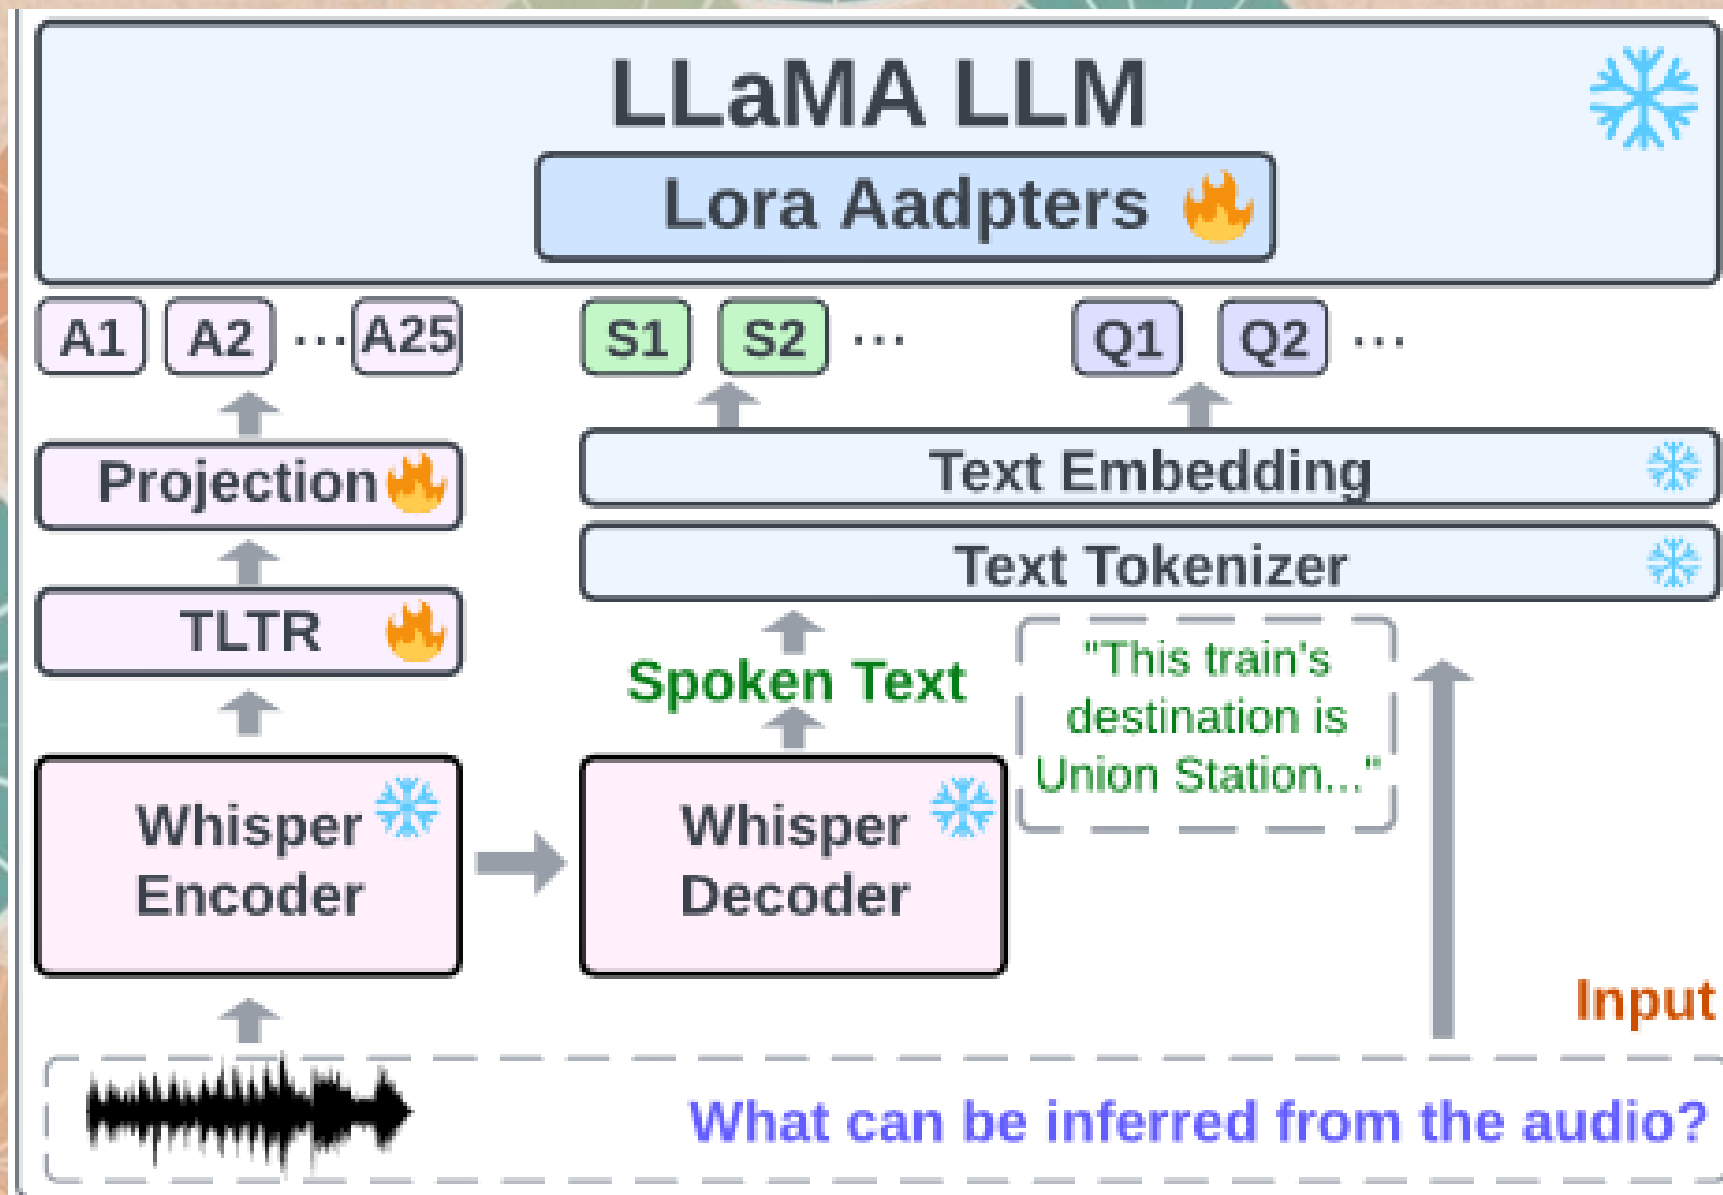 LLaMA LLM
Lora Aadpters
A1 A2 ... A25 S1 S2 ... Q1 Q2 ...
Projection
Text Embedding
Text Tokenizer
TLTR
Spoken Text
"This train's
destination is
Union Station..."
Whisper
Encoder
Whisper
Decoder
Input
What can be inferred from the audio?